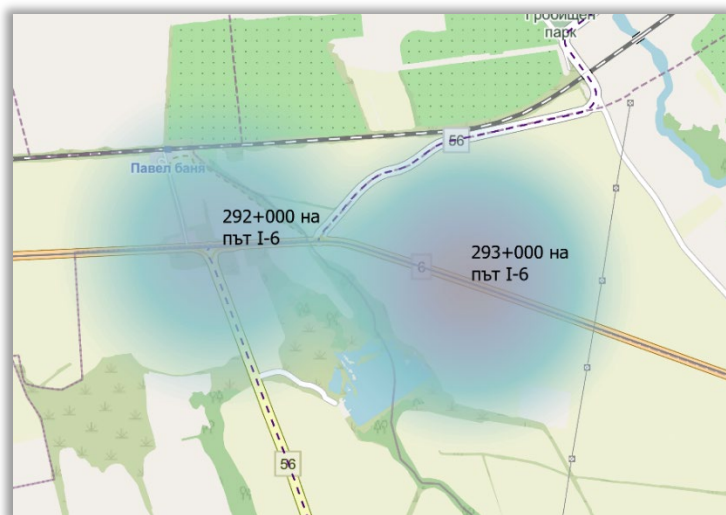 Гробищен
парк
56
Павел баня
292+000 на
път I-6
293+000 на
път I-6
6
56